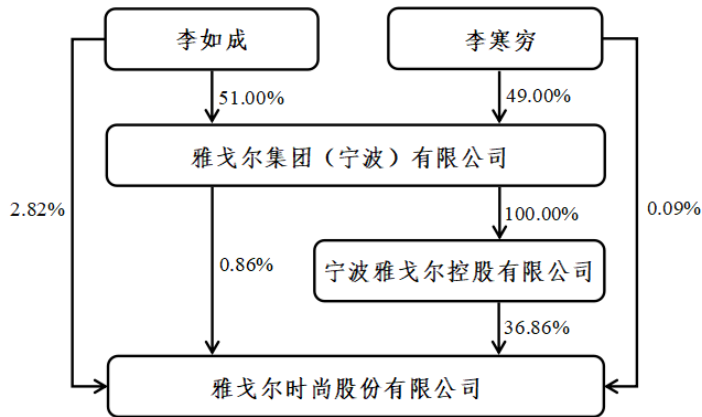 李如成
李寒穷
51.00%
49.00%
雅戈尔集团（宁波）有限公司
2.82%
100.00%
0.09%
0.86%
宁波雅戈尔控股有限公司
36.86%
雅戈尔时尚股份有限公司